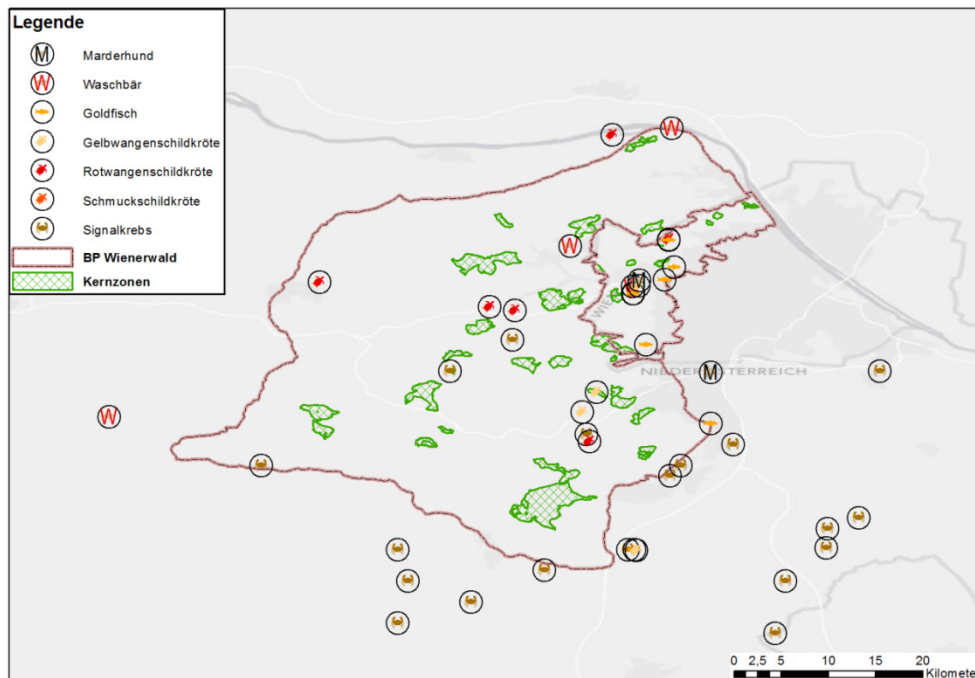 Legende
M Marderhund
W Waschbär
Goldfisch
Gelbwangenschildkröte
Rotwangenschildkröte
Schmuckschildkröte
Signalkrebs
BP Wienerwald
Kernzonen
W
W
M
WIEN
NIEDERÖSTERREICH
M
W
0 2,5 5 10 15 20
Kilomete